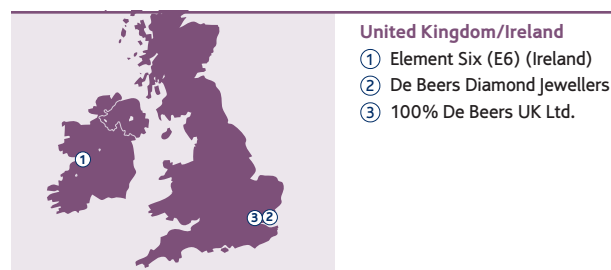 United Kingdom/Ireland
1 Element Six (E6) (Ireland)
2 De Beers Diamond Jewellers
3 100% De Beers UK Ltd.
1
3 2